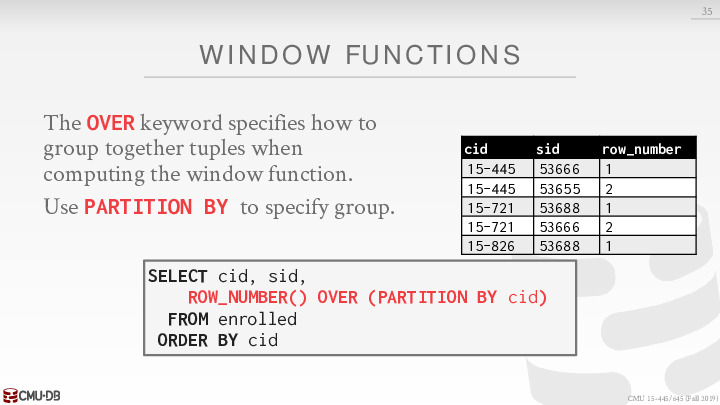 35
WINDOW FUNCTIONS
The OVER keyword specifies how to
group together tuples when
computing the window function.
Use PARTITION BY to specify group.
cid sid row_number
15-445 53666 1
15-445 53655 2
15-721 53688 1
15-721 53666 2
15-826 53688 1
SELECT cid, sid,
ROW_NUMBER() OVER (PARTITION BY cid)
FROM enrolled
ORDER BY cid
CMU·DB
CMU 15-445/645 (Fall 2019)